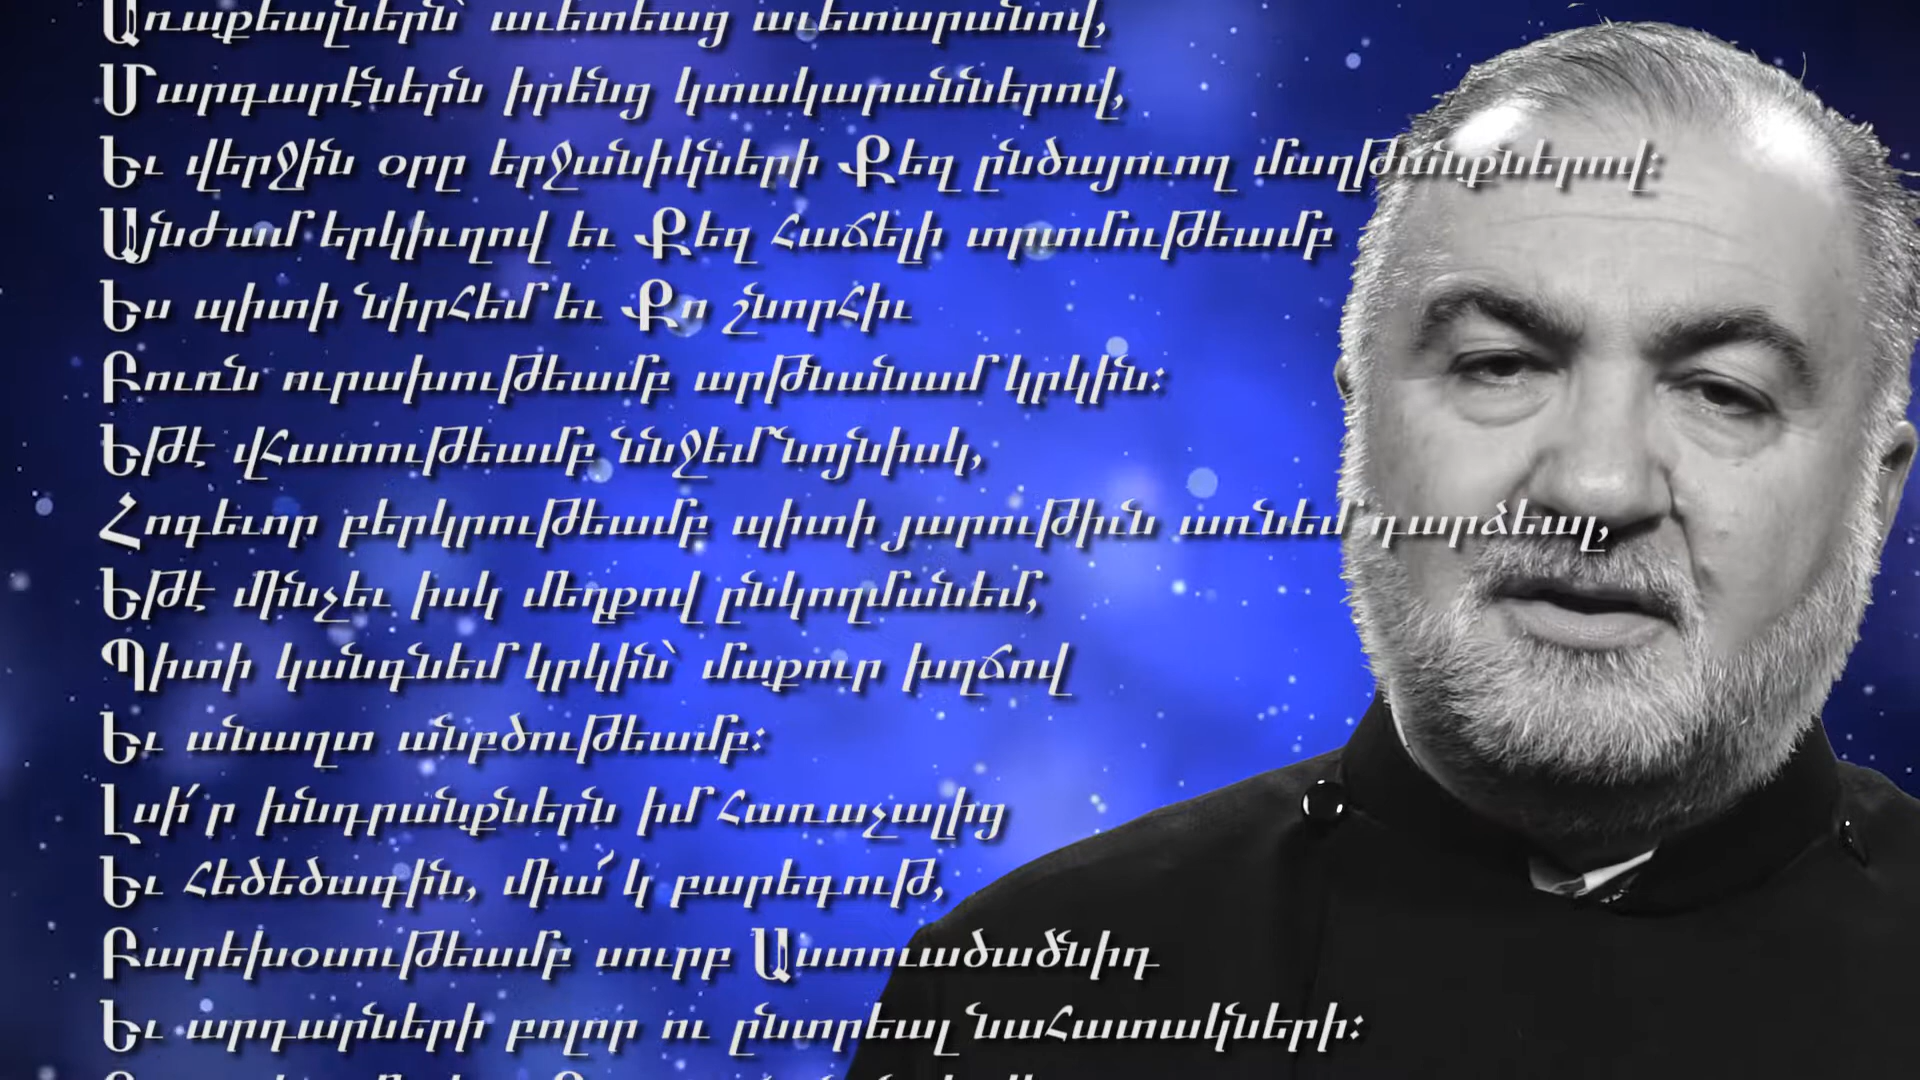 Առաքեալներն՝ աւետեաց աւետարանով,
Մարգարէներն իրենց կտակարաններով,
Եւ վերջին օրը երջանիկների Քեզ ընծայուող մաղթանքներով։
Այնժամ երկիւղով եւ Քեզ հաճելի տրտմութեամբ
Ես պիտի նիրհեմ եւ Քո շնորհիւ
Բուռն ուրախութեամբ արթնանամ կրկին։
Եթէ վհատութեամբ ննջեմ նոյնիսկ,
Հոգեւոր բերկրութեամբ պիտի յարութիւն առնեմ դարձեալ,
Եթէ մինչեւ իսկ մեղքով ընկողմանեմ,
Պիտի կանգնեմ կրկին՝ մաքուր խղճով
Եւ անաղտ անբծութեամբ։
Լսի՛ր խնդրանքներն իմ հառաչալից
Եւ հեծեծագին, միա՜կ բարեգութ,
Բարեխօսութեամբ սուրբ Աստուածածնիդ
Եւ արդարների բոլոր ու ընտրեալ նահատակների։